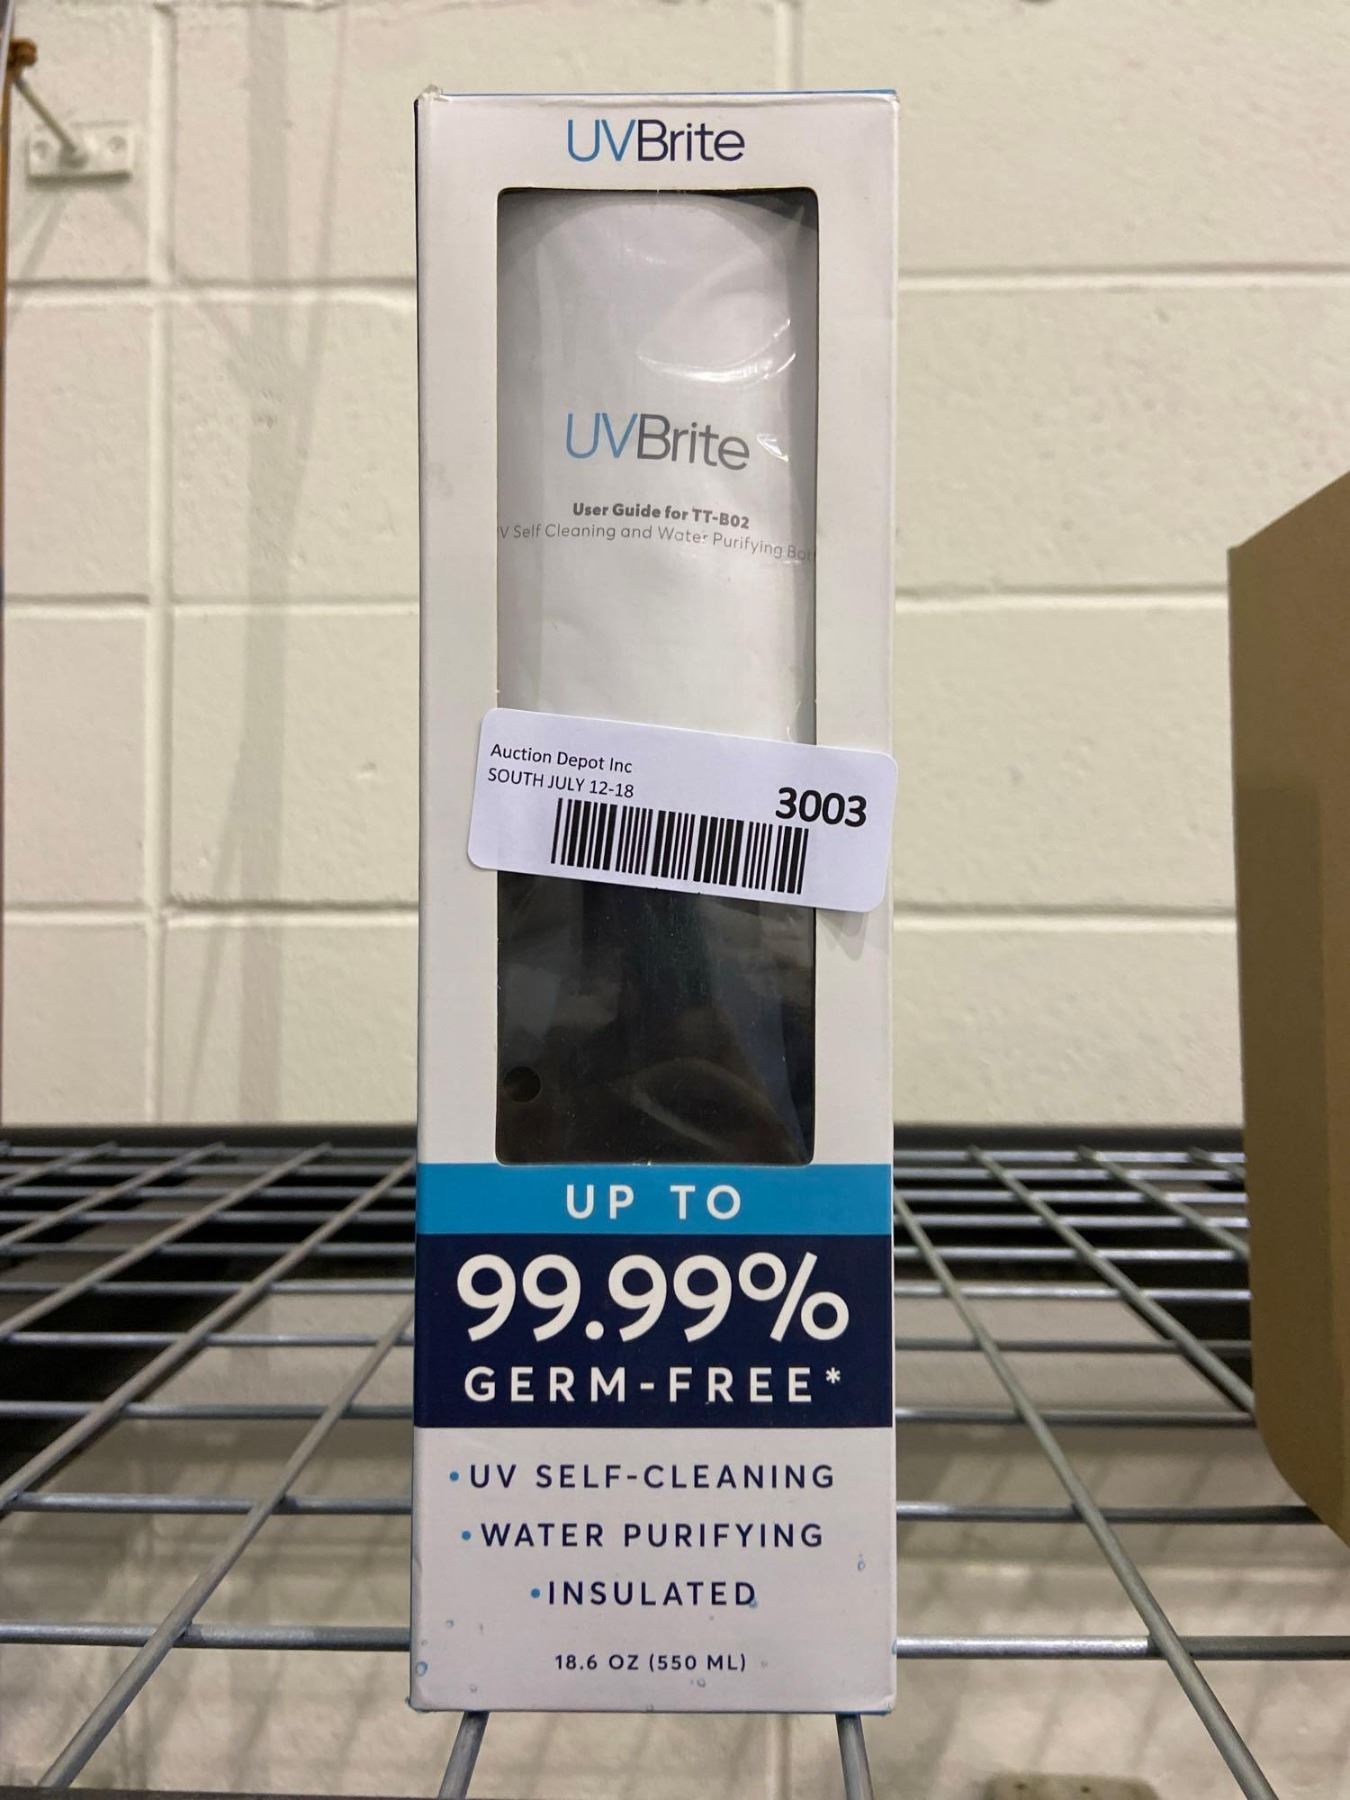 UVBrite
UVBrite
User Guide for TT-B02
V Self Cleaning and Water Purifying Bot
Auction Depot Inc
SOUTH JULY 12-18
3003
UP TO
99.99%
GERM-FREE*
•UV SELF-CLEANING
•WATER PURIFYING
•INSULATED
18.6 OZ (550 ML)